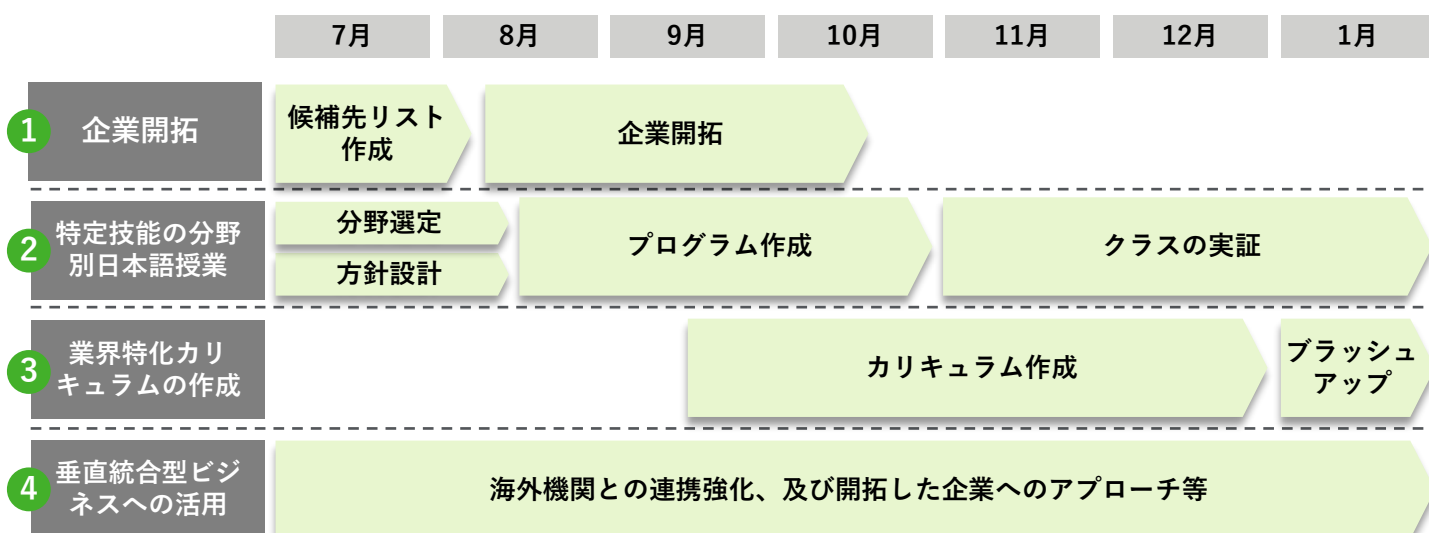 7月 8月 9月 10月 11月 12月 1月
1 企業開拓
候補先リスト
作成
企業開拓
2 特定技能の分野
別日本語授業
分野選定
方針設計
プログラム作成
クラスの実証
3 業界特化カリ
キュラムの作成
カリキュラム作成
ブラッシュ
アップ
4 垂直統合型ビジ
ネスへの活用
海外機関との連携強化、及び開拓した企業へのアプローチ等